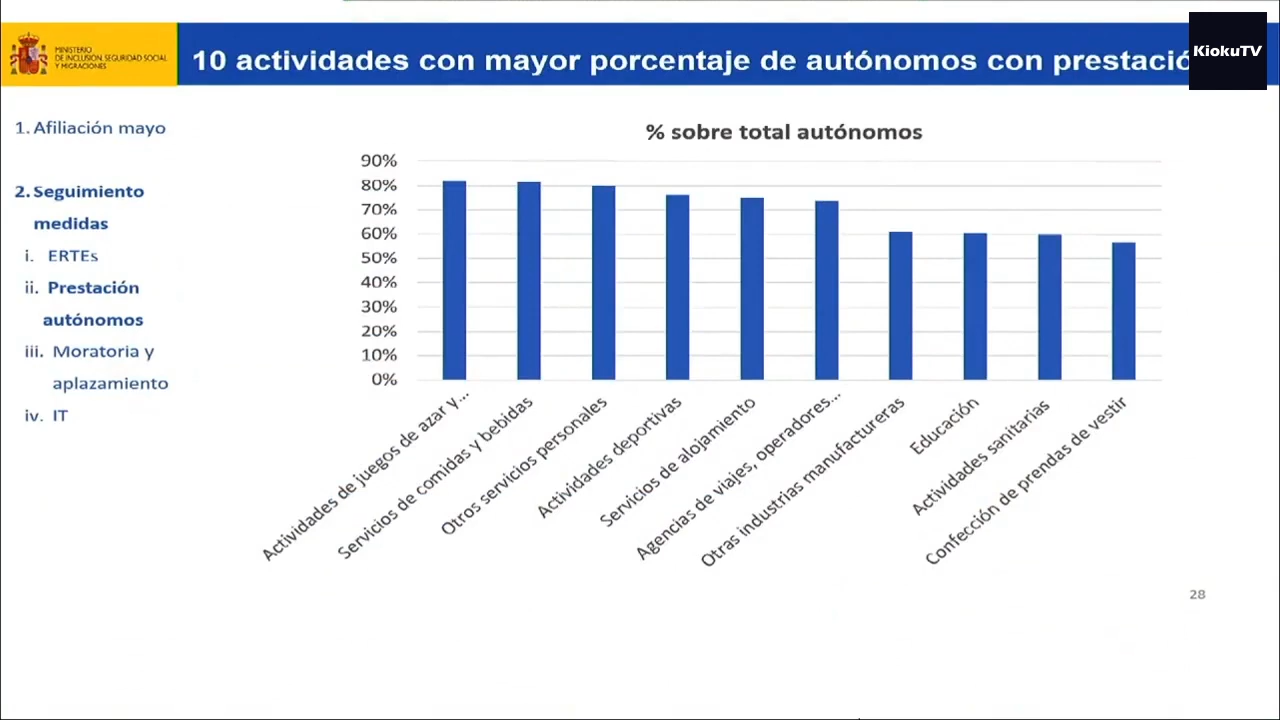 MINISTERIO
DE INCLUSIÓN, SEGURIDAD SOCIAL
Y MIGRACIONES
10 actividades con mayor porcentaje de autónomos con prestació
KiokuTV
1. Afiliación mayo
2. Seguimiento
medidas
i. ERTEs
ii. Prestación
autónomos
iii. Moratoria y
aplazamiento
iv. IT
% sobre total autónomos
90%
80%
70%
60%
50%
40%
30%
20%
10%
0%
Actividades de juegos de azar y...
Servicios de comidas y bebidas
Otros servicios personales
Actividades deportivas
Servicios de alojamiento
Agencias de viajes, operadores...
Otras industrias manufactureras
Educación
Actividades sanitarias
Confección de prendas de vestir
28